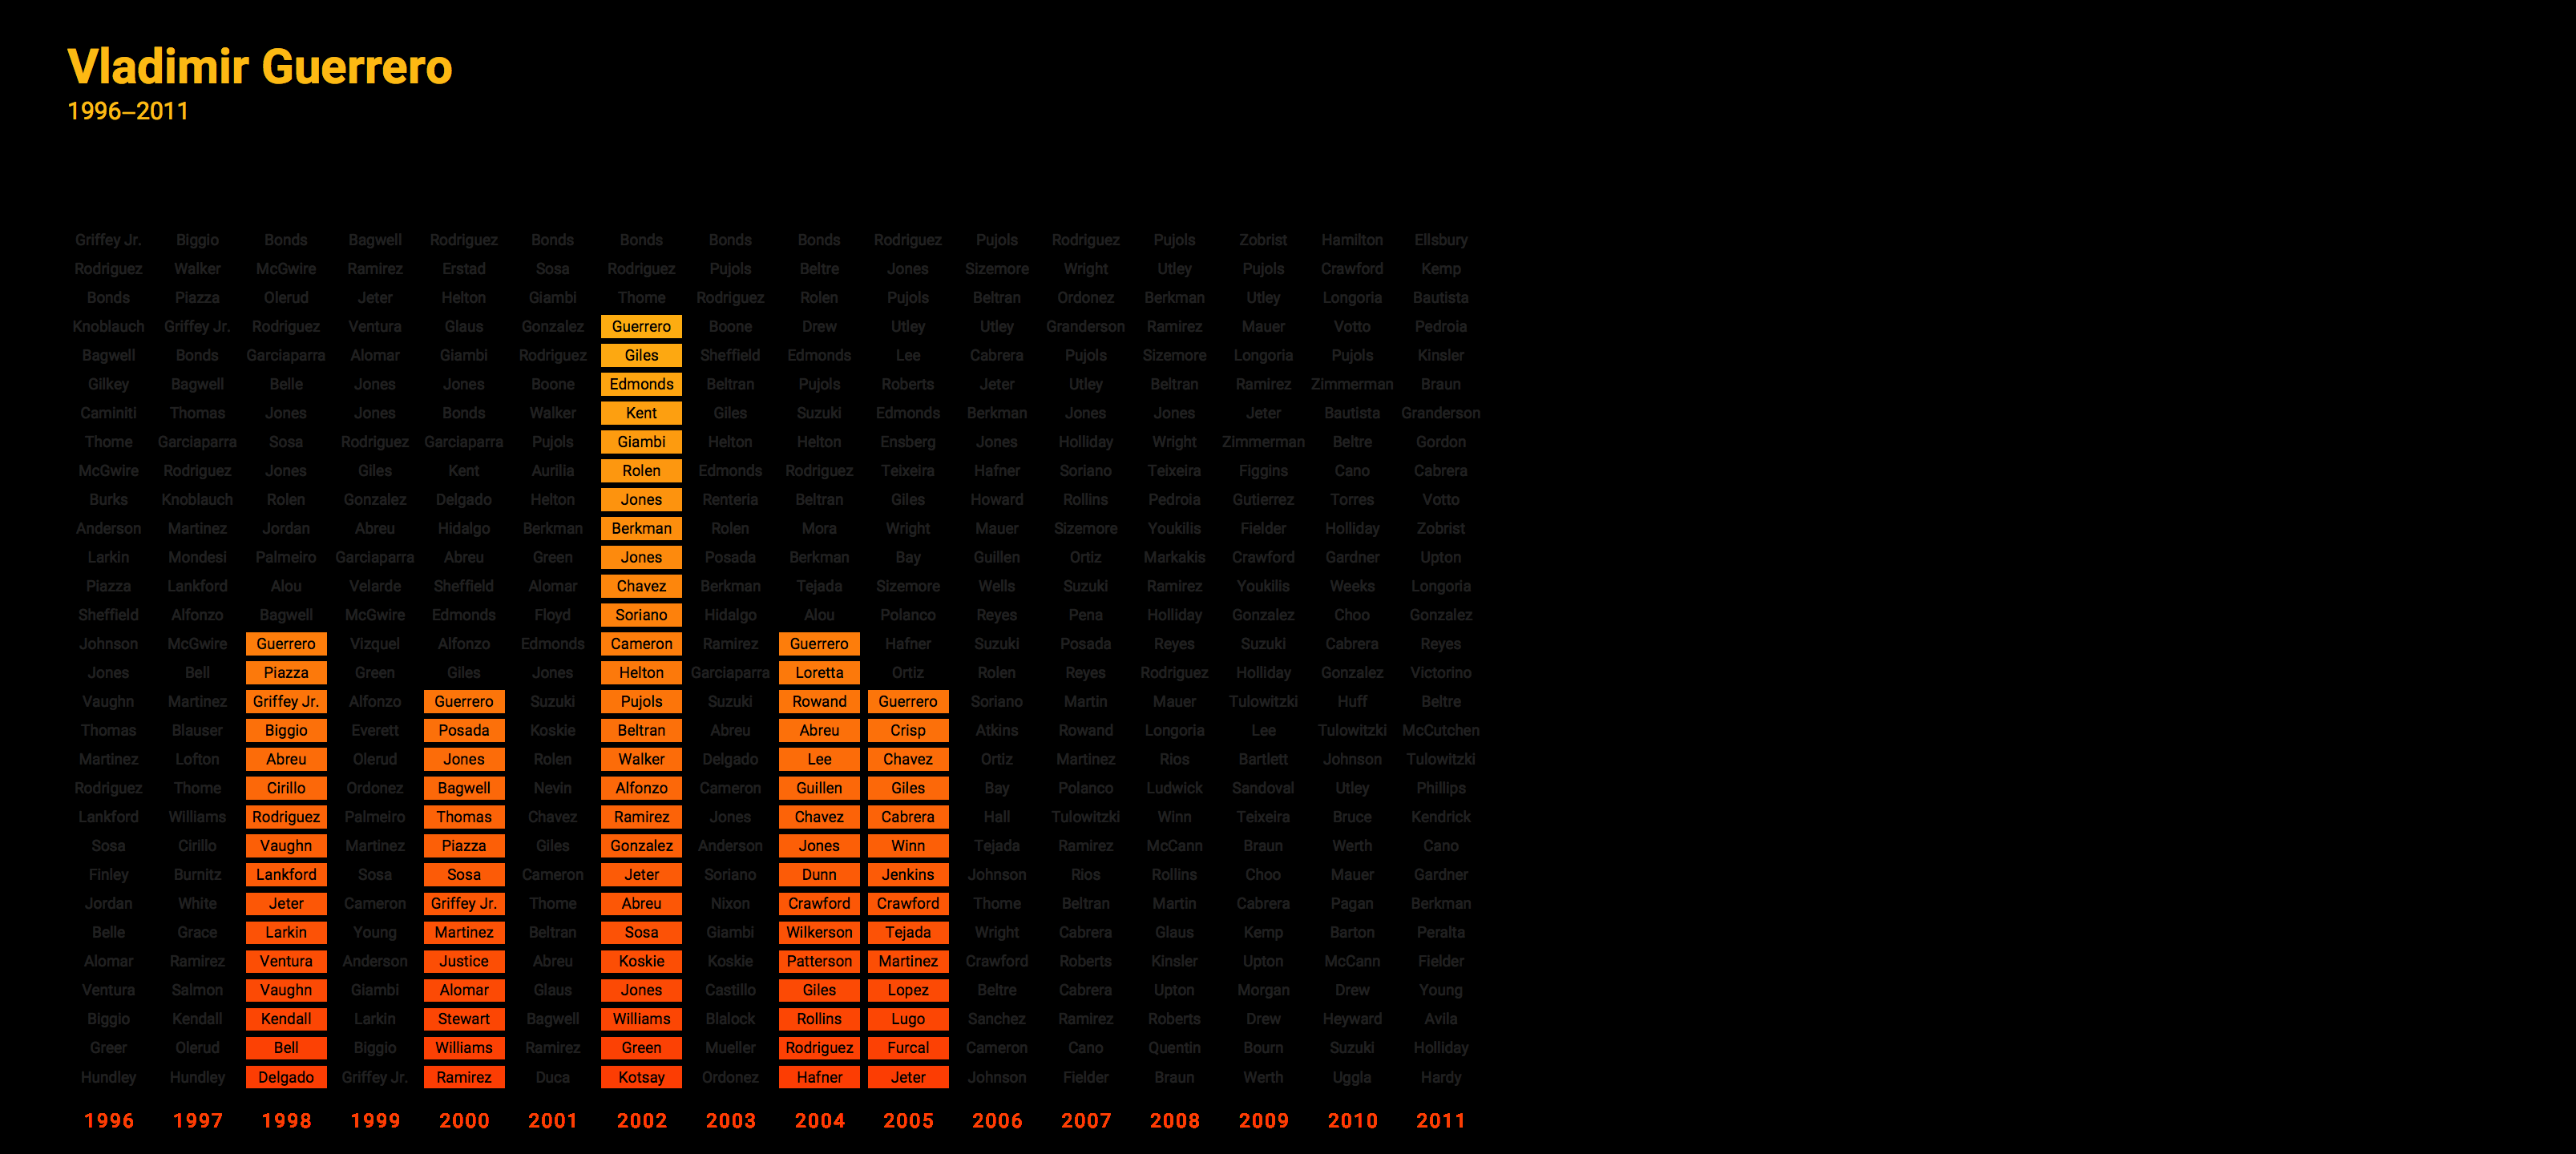 Vladimir Guerrero
1996–2011
Griffey Jr. Biggio Bonds Bagwell Rodriguez Bonds Bonds Bonds Bonds Rodriguez Pujols Rodriguez Pujols Zobrist Hamilton Ellsbury
Rodriguez Walker McGwire Ramirez Erstad Sosa Rodriguez Pujols Beltre Jones Sizemore Wright Utley Pujols Crawford Kemp
Bonds Piazza Olerud Jeter Helton Giambi Thome Rodriguez Rolen Pujols Beltran Ordonez Berkman Utley Longoria Bautista
Knoblauch Griffey Jr. Rodriguez Ventura Glaus Gonzalez Guerrero Boone Drew Utley Utley Granderson Ramirez Mauer Votto Pedroia
Bagwell Bonds Garciaparra Alomar Giambi Rodriguez Giles Sheffield Edmonds Lee Cabrera Pujols Sizemore Longoria Pujols Kinsler
Gilkey Bagwell Belle Jones Jones Boone Edmonds Beltran Pujols Roberts Jeter Utley Beltran Ramirez Zimmerman Braun
Caminiti Thomas Jones Jones Bonds Walker Kent Giles Suzuki Edmonds Berkman Jones Jones Jeter Bautista Granderson
Thome Garciaparra Sosa Rodriguez Garciaparra Pujols Giambi Helton Helton Ensberg Jones Holliday Wright Zimmerman Beltre Gordon
McGwire Rodriguez Jones Giles Kent Aurilia Rolen Edmonds Rodriguez Teixeira Hafner Soriano Teixeira Figgins Cano Cabrera
Burks Knoblauch Rolen Gonzalez Delgado Helton Jones Renteria Beltran Giles Howard Rollins Pedroia Gutierrez Torres Votto
Anderson Martinez Jordan Abreu Hidalgo Berkman Berkman Rolen Mora Wright Mauer Sizemore Youkilis Fielder Holliday Zobrist
Larkin Mondesi Palmeiro Garciaparra Abreu Green Jones Posada Berkman Bay Guillen Ortiz Markakis Crawford Gardner Upton
Piazza Lankford Alou Velarde Sheffield Alomar Chavez Berkman Tejada Sizemore Wells Suzuki Ramirez Youkilis Weeks Longoria
Sheffield Alfonzo Bagwell McGwire Edmonds Floyd Soriano Hidalgo Alou Polanco Reyes Pena Holliday Gonzalez Choo Gonzalez
Johnson McGwire Guerrero Vizquel Alfonzo Edmonds Cameron Ramirez Guerrero Hafner Suzuki Posada Reyes Suzuki Cabrera Reyes
Jones Bell Piazza Green Giles Jones Helton Garciaparra Loretta Ortiz Rolen Reyes Rodriguez Holliday Gonzalez Victorino
Vaughn Martinez Griffey Jr. Alfonzo Guerrero Suzuki Pujols Suzuki Rowand Guerrero Soriano Martin Mauer Tulowitzki Huff Beltre
Thomas Blauser Biggio Everett Posada Koskie Beltran Abreu Abreu Crisp Atkins Rowand Longoria Lee Tulowitzki McCutchen
Martinez Lofton Abreu Olerud Jones Rolen Walker Delgado Lee Chavez Ortiz Martinez Rios Bartlett Johnson Tulowitzki
Rodriguez Thome Cirillo Ordonez Bagwell Nevin Alfonzo Cameron Guillen Giles Bay Polanco Ludwick Sandoval Utley Phillips
Lankford Williams Rodriguez Palmeiro Thomas Chavez Ramirez Jones Chavez Cabrera Hall Tulowitzki Winn Teixeira Bruce Kendrick
Sosa Cirillo Vaughn Martinez Piazza Giles Gonzalez Anderson Jones Winn Tejada Ramirez McCann Braun Werth Cano
Finley Burnitz Lankford Sosa Sosa Cameron Jeter Soriano Dunn Jenkins Johnson Rios Rollins Choo Mauer Gardner
Jordan White Jeter Cameron Griffey Jr. Thome Abreu Nixon Crawford Crawford Thome Beltran Martin Cabrera Pagan Berkman
Belle Grace Larkin Young Martinez Beltran Sosa Giambi Wilkerson Tejada Wright Cabrera Glaus Kemp Barton Peralta
Alomar Ramirez Ventura Anderson Justice Abreu Koskie Koskie Patterson Martinez Crawford Roberts Kinsler Upton McCann Fielder
Ventura Salmon Vaughn Giambi Alomar Glaus Jones Castillo Giles Lopez Beltre Cabrera Upton Morgan Drew Young
Biggio Kendall Kendall Larkin Stewart Bagwell Williams Blalock Rollins Lugo Sanchez Ramirez Roberts Drew Heyward Avila
Greer Olerud Bell Biggio Williams Ramirez Green Mueller Rodriguez Furcal Cameron Cano Quentin Bourn Suzuki Holliday
Hundley Hundley Delgado Griffey Jr. Ramirez Duca Kotsay Ordonez Hafner Jeter Johnson Fielder Braun Werth Uggla Hardy
1996 1997 1998 1999 2000 2001 2002 2003 2004 2005 2006 2007 2008 2009 2010 2011